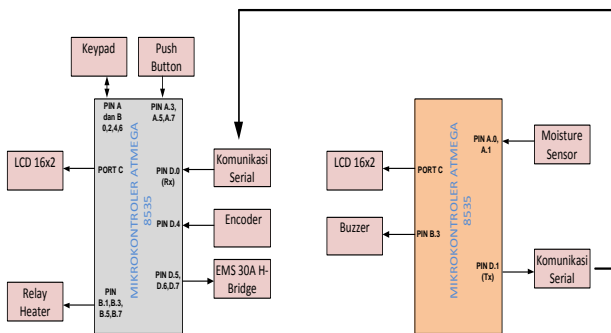 Keypad
Push
Button
PIN A
dan B
0,2,4,6
PIN A.3,
A.5,A.7
LCD 16x2
PORT C
MIKROKONTROLER ATMEGA
8535
PIN D.0
(Rx)
Komunikasi
Serial
PIN D.4
Encoder
PIN D.5,
D.6,D.7
EMS 30A H-
Bridge
Relay
Heater
PIN
B.1,B.3,
B.5,B.7
LCD 16x2
PORT C
MIKROKONTROLER ATMEGA
8535
PIN A.0,
A.1
Moisture
Sensor
Buzzer
PIN B.3
PIN D.1
(Tx)
Komunikasi
Serial